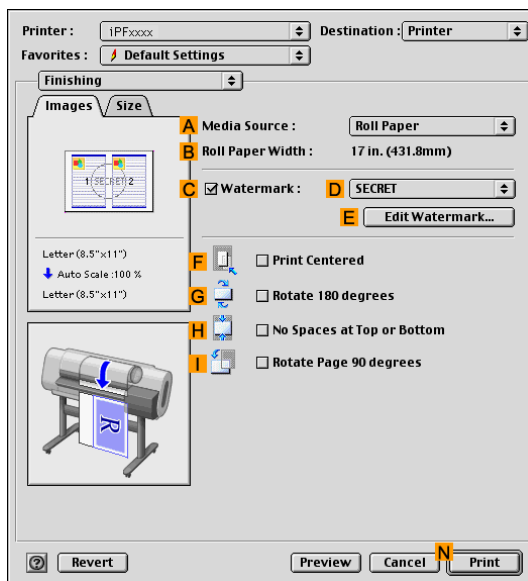 Printer : iPFxxxx Destination : Printer
Favorites : Default Settings
Finishing
Images Size
A Media Source : Roll Paper
B Roll Paper Width : 17 in. (431.8mm)
C Watermark : D SECRET
E Edit Watermark...
1 SECRET 2
Letter (8.5"x11")
Auto Scale :100 %
Letter (8.5"x11")
F Print Centered
G Rotate 180 degrees
H No Spaces at Top or Bottom
I Rotate Page 90 degrees
R
? Revert Preview Cancel N Print